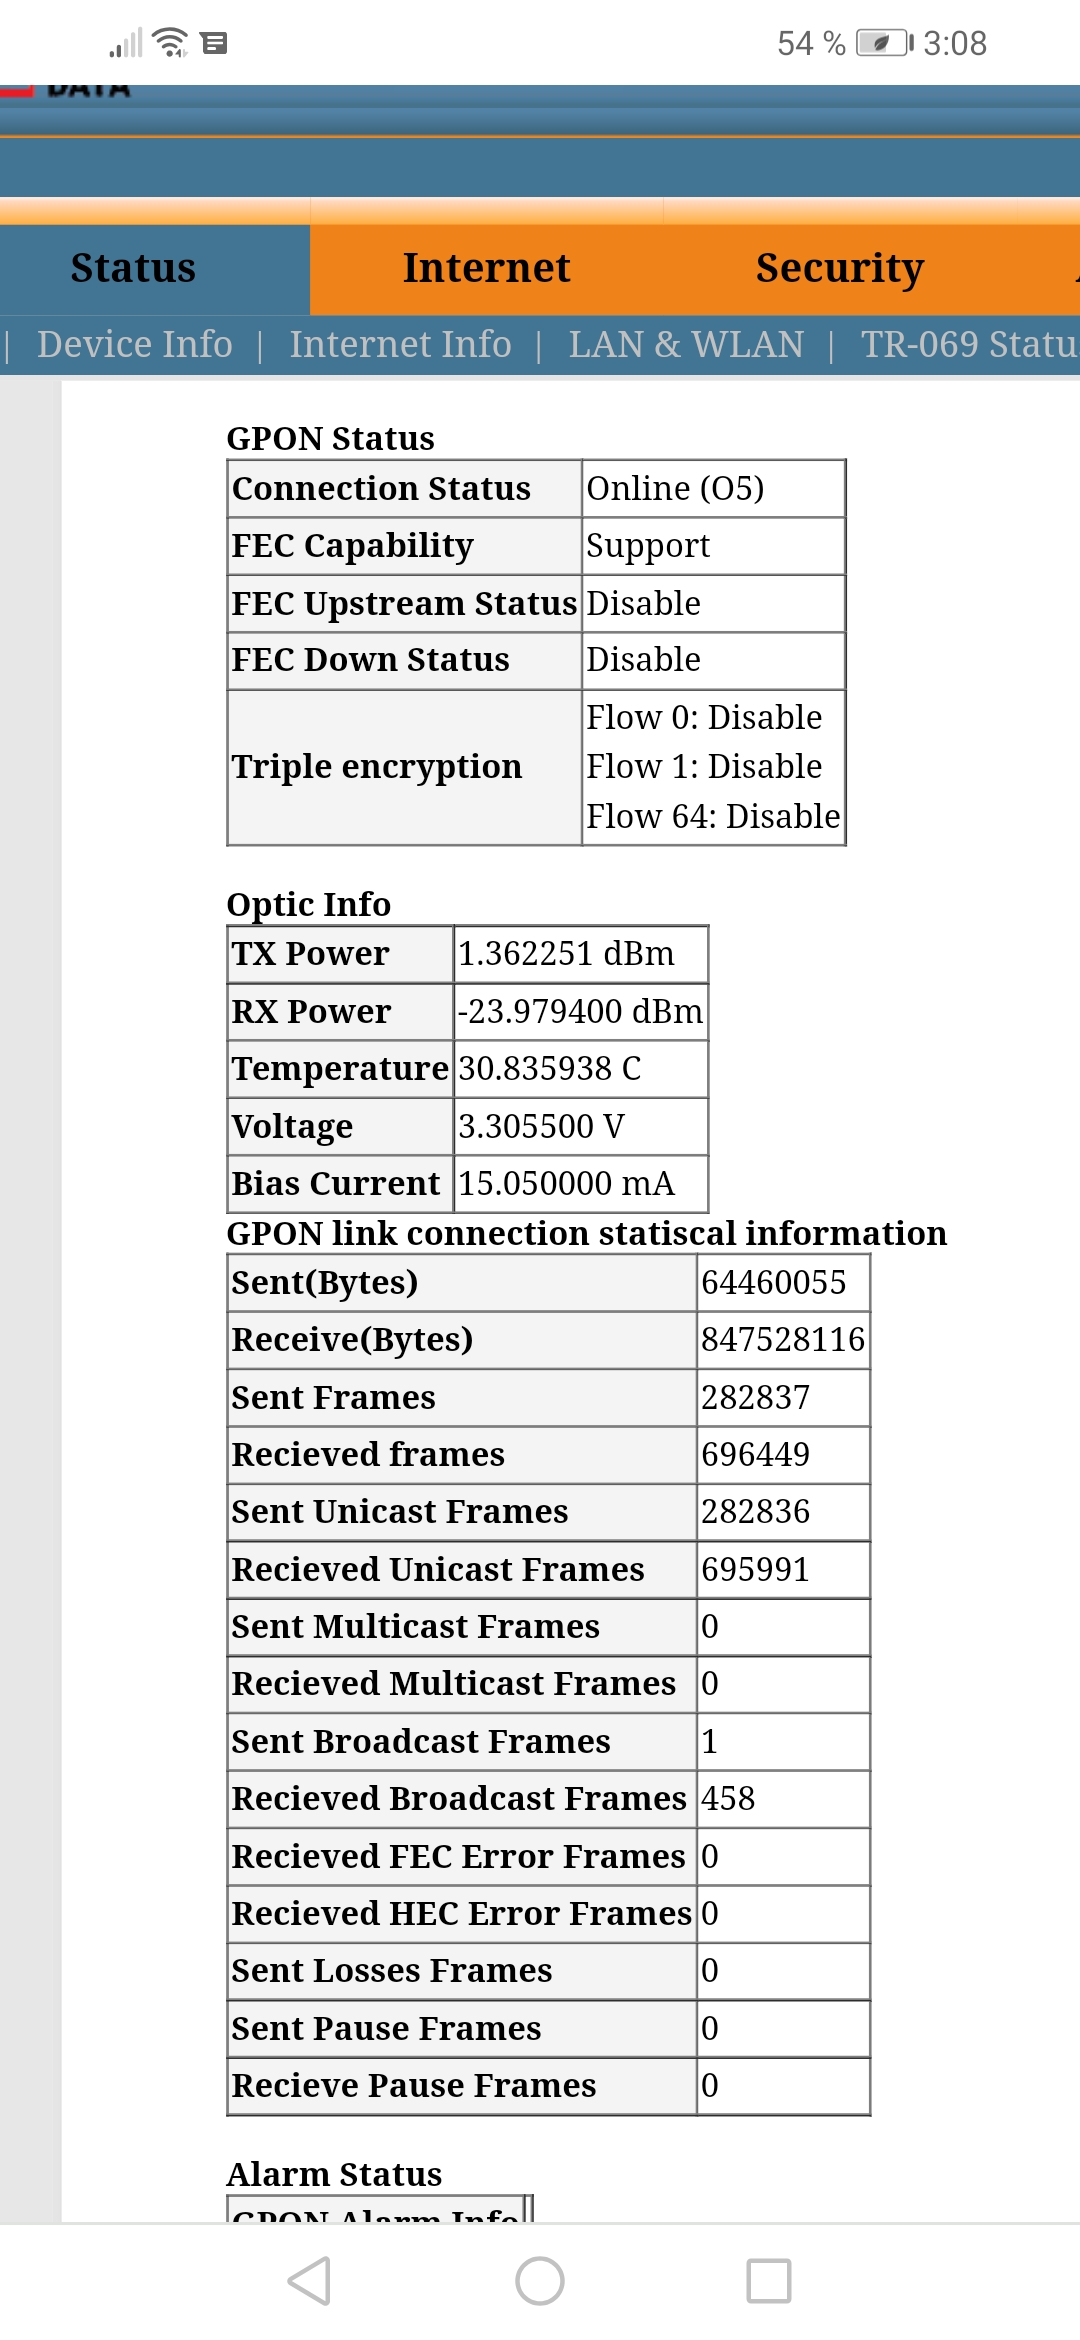 54 % 3:08
DATA
Status Internet Security
| Device Info | Internet Info | LAN & WLAN | TR-069 Statu
GPON Status
Connection Status Online (O5)
FEC Capability Support
FEC Upstream Status Disable
FEC Down Status Disable
Triple encryption Flow 0: Disable
Flow 1: Disable
Flow 64: Disable
Optic Info
TX Power 1.362251 dBm
RX Power -23.979400 dBm
Temperature 30.835938 C
Voltage 3.305500 V
Bias Current 15.050000 mA
GPON link connection statiscal information
Sent(Bytes) 64460055
Receive(Bytes) 847528116
Sent Frames 282837
Recieved frames 696449
Sent Unicast Frames 282836
Recieved Unicast Frames 695991
Sent Multicast Frames 0
Recieved Multicast Frames 0
Sent Broadcast Frames 1
Recieved Broadcast Frames 458
Recieved FEC Error Frames 0
Recieved HEC Error Frames 0
Sent Losses Frames 0
Sent Pause Frames 0
Recieve Pause Frames 0
Alarm Status
GPON Alarm Info